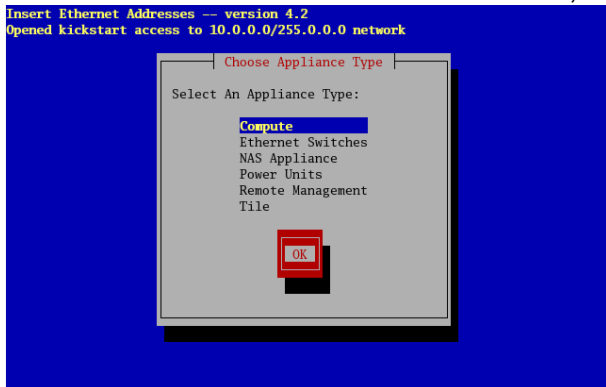 Insert Ethernet Addresses -- version 4.2
Opened kickstart access to 10.0.0.0/255.0.0.0 network
Choose Appliance Type
Select An Appliance Type:
Compute
Ethernet Switches
NAS Appliance
Power Units
Remote Management
Tile
OK